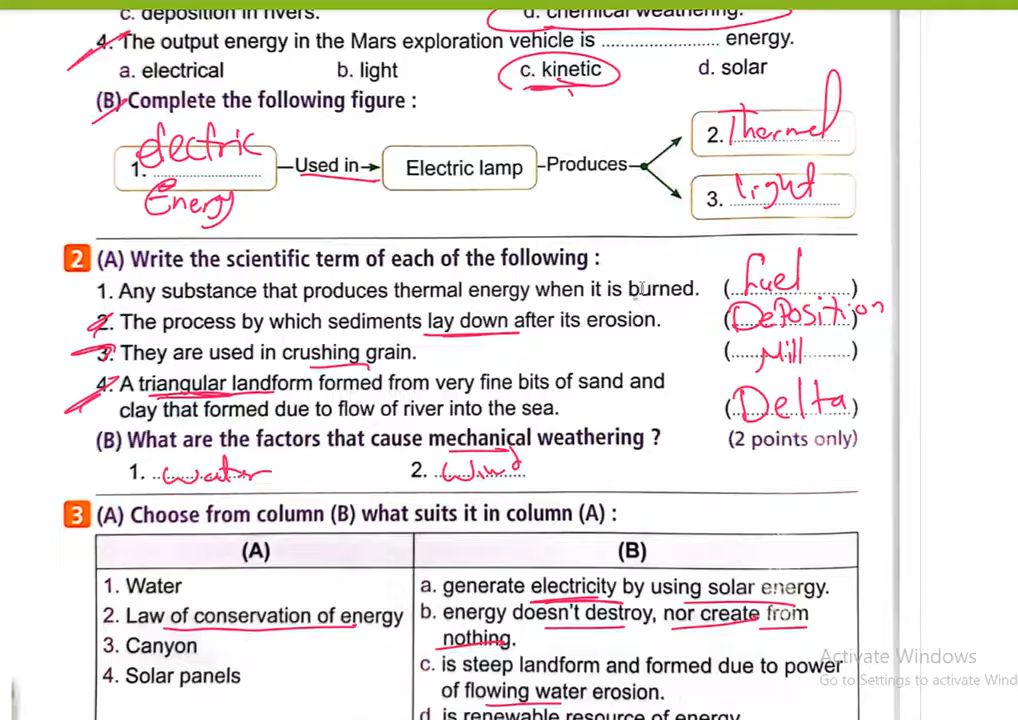 c. deposition in rivers. d. chemical weathering.
4. The output energy in the Mars exploration vehicle is ........................ energy.
a. electrical b. light c. kinetic d. solar
(B) Complete the following figure :
electric
1. ........................ Used in Electric lamp Produces 2. Thermal
Energy
3. light
2 (A) Write the scientific term of each of the following :
1. Any substance that produces thermal energy when it is burned. (Fuel)
2. The process by which sediments lay down after its erosion. (Deposition)
3. They are used in crushing grain. (Mill)
4. A triangular landform formed from very fine bits of sand and
clay that formed due to flow of river into the sea. (Delta)
(B) What are the factors that cause mechanical weathering ? (2 points only)
1. water 2. wind
3 (A) Choose from column (B) what suits it in column (A) :
(A) (B)
1. Water a. generate electricity by using solar energy.
2. Law of conservation of energy b. energy doesn't destroy, nor create from
nothing.
3. Canyon
4. Solar panels c. is steep landform and formed due to power
of flowing water erosion.
d. is renewable resource of energy
Activate Windows
Go to Settings to activate Wind